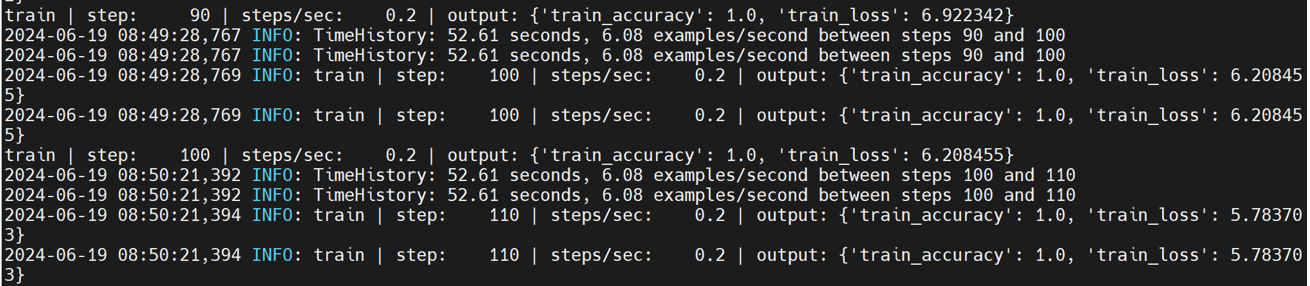 train | step:     90 | steps/sec:    0.2 | output: {'train_accuracy': 1.0, 'train_loss': 6.922342}
2024-06-19 08:49:28,767 INFO: TimeHistory: 52.61 seconds, 6.08 examples/second between steps 90 and 100
2024-06-19 08:49:28,767 INFO: TimeHistory: 52.61 seconds, 6.08 examples/second between steps 90 and 100
2024-06-19 08:49:28,769 INFO: train | step:    100 | steps/sec:    0.2 | output: {'train_accuracy': 1.0, 'train_loss': 6.20845
5}
2024-06-19 08:49:28,769 INFO: train | step:    100 | steps/sec:    0.2 | output: {'train_accuracy': 1.0, 'train_loss': 6.20845
5}
train | step:    100 | steps/sec:    0.2 | output: {'train_accuracy': 1.0, 'train_loss': 6.208455}
2024-06-19 08:50:21,392 INFO: TimeHistory: 52.61 seconds, 6.08 examples/second between steps 100 and 110
2024-06-19 08:50:21,392 INFO: TimeHistory: 52.61 seconds, 6.08 examples/second between steps 100 and 110
2024-06-19 08:50:21,394 INFO: train | step:    110 | steps/sec:    0.2 | output: {'train_accuracy': 1.0, 'train_loss': 5.78370
3}
2024-06-19 08:50:21,394 INFO: train | step:    110 | steps/sec:    0.2 | output: {'train_accuracy': 1.0, 'train_loss': 5.78370
3}